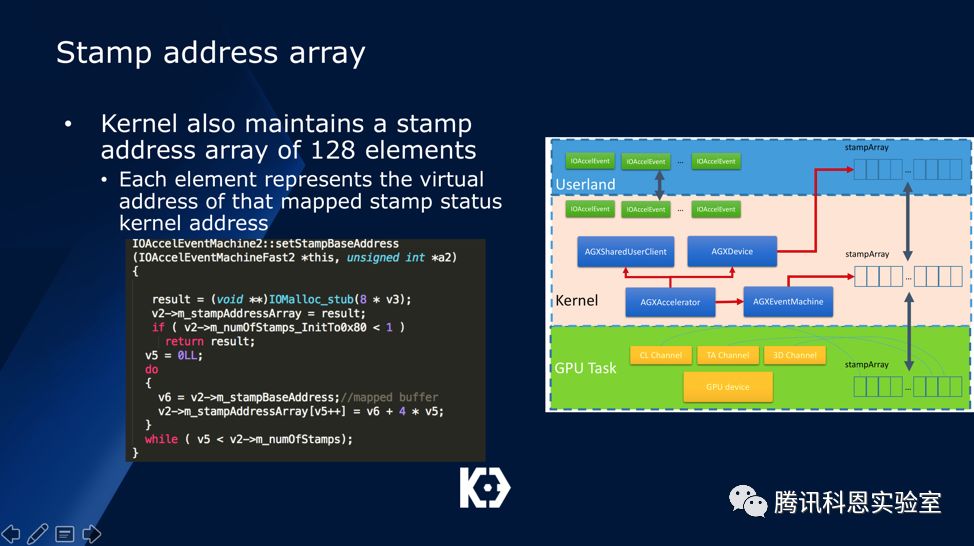 Stamp address array
• Kernel also maintains a stamp
address array of 128 elements
• Each element represents the virtual
address of that mapped stamp status
kernel address
IOAccelEventMachine2::setStampBaseAddress
(IOAccelEventMachineFast2 *this, unsigned int *a2)
{
result = (void **)IOMalloc_stub(8 * v3);
v2->m_stampAddressArray = result;
if ( v2->m_numOfStamps_InitTo0x80 < 1 )
return result;
v5 = 0LL;
do
{
v6 = v2->m_stampBaseAddress;//mapped buffer
v2->m_stampAddressArray[v5++] = v6 + 4 * v5;
}
while ( v5 < v2->m_numOfStamps);
}
stampArray
IOAccelEvent IOAccelEvent ... IOAccelEvent
...
Userland
IOAccelEvent IOAccelEvent ... IOAccelEvent
AGXSharedUserClient AGXDevice
stampArray
...
Kernel
AGXAccelerator AGXEventMachine
CL Channel TA Channel 3D Channel
stampArray
GPU Task
GPU device
...
腾讯科恩实验室